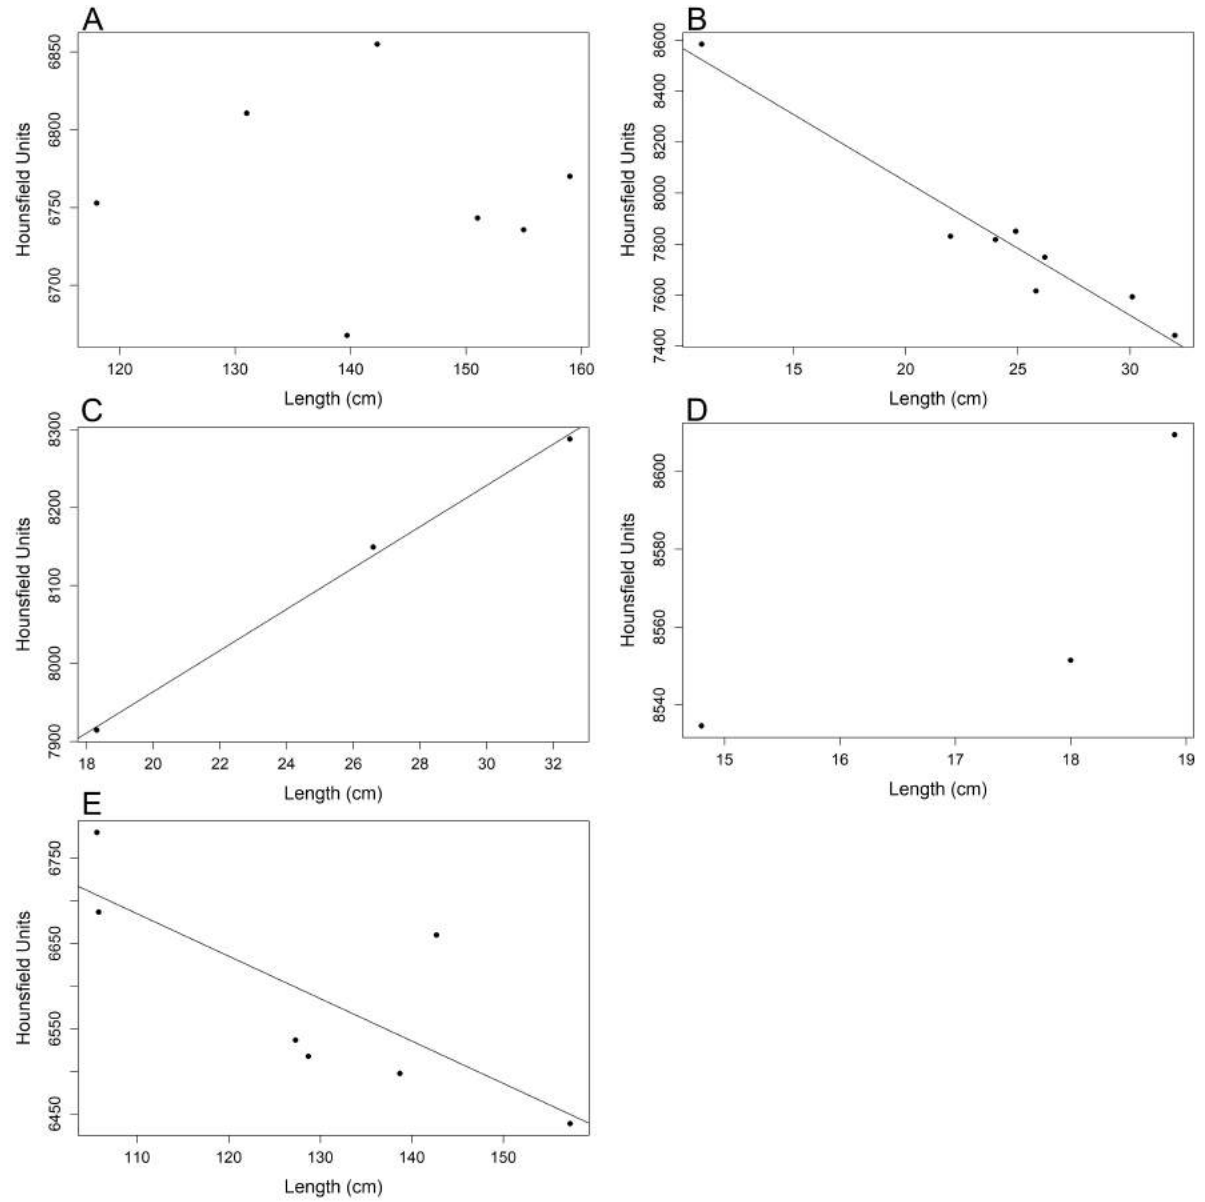 A
Hounsfield Units
6850
6800
6750
6700
120 130 140 150 160
Length (cm)
B
Hounsfield Units
8600
8400
8200
8000
7800
7600
7400
15 20 25 30
Length (cm)
C
Hounsfield Units
8300
8200
8100
8000
7900
18 20 22 24 26 28 30 32
Length (cm)
D
Hounsfield Units
8600
8580
8560
8540
15 16 17 18 19
Length (cm)
E
Hounsfield Units
6750
6650
6550
6450
110 120 130 140 150
Length (cm)